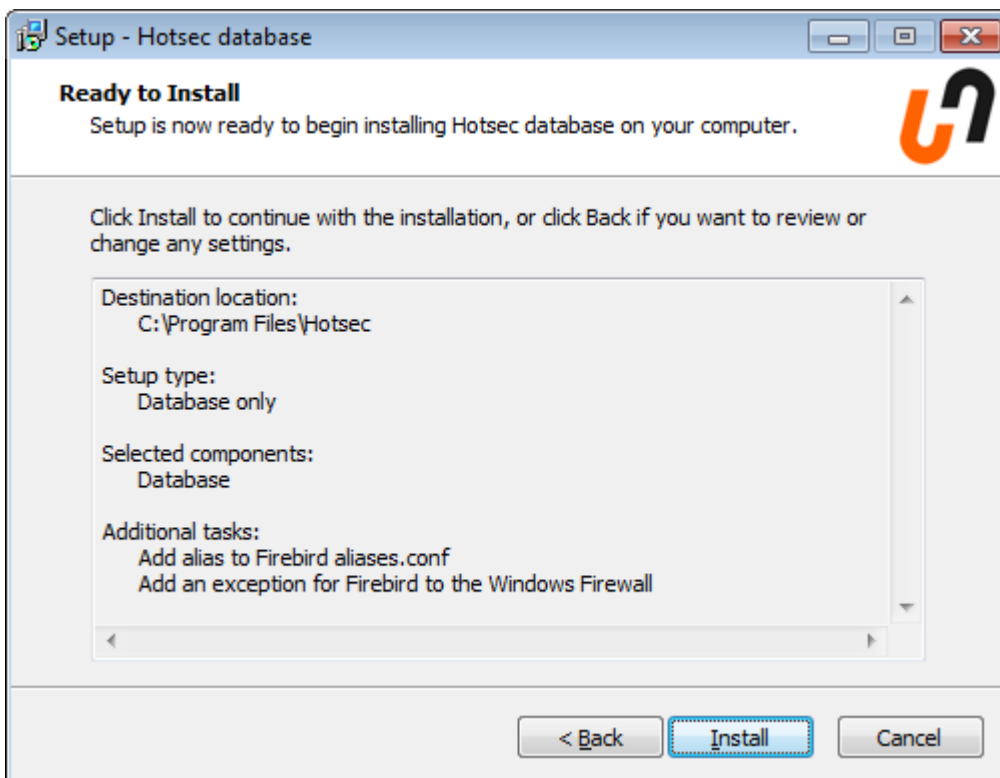 Setup - Hotsec database
Ready to Install
Setup is now ready to begin installing Hotsec database on your computer.
Click Install to continue with the installation, or click Back if you want to review or
change any settings.
Destination location:
C:\Program Files\Hotsec
Setup type:
Database only
Selected components:
Database
Additional tasks:
Add alias to Firebird aliases.conf
Add an exception for Firebird to the Windows Firewall
< Back
Install
Cancel